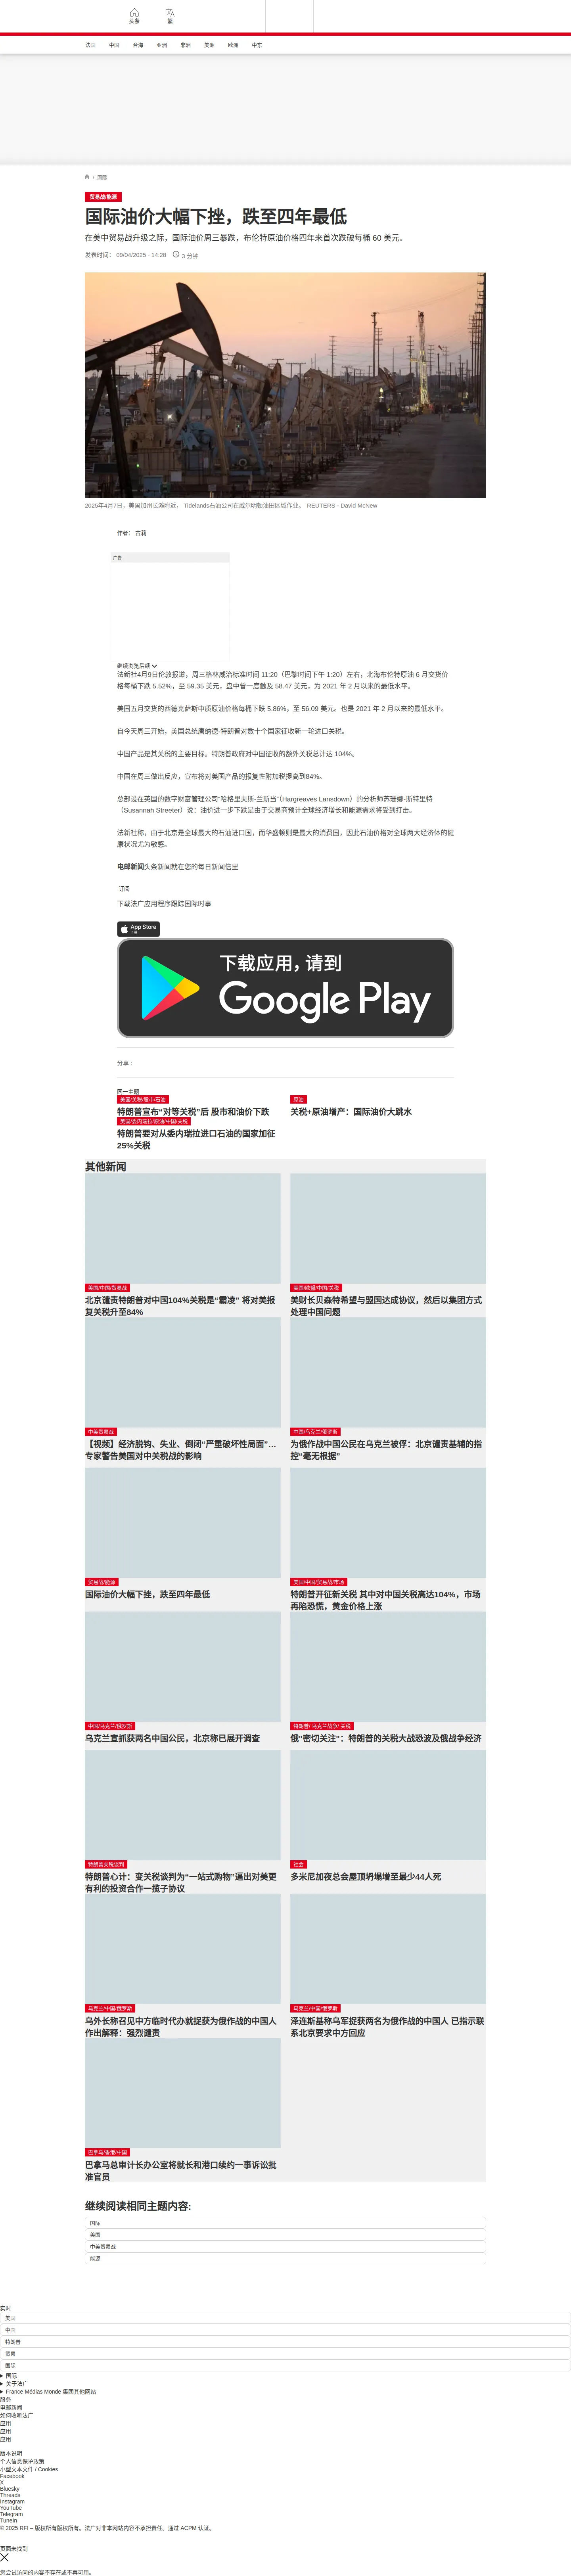 头条
繁
法国
中国
台海
亚洲
非洲
美洲
欧洲
中东
/ 国际
贸易战/能源
国际油价大幅下挫，跌至四年最低
在美中贸易战升级之际，国际油价周三暴跌，布伦特原油价格四年来首次跌破每桶 60 美元。
发表时间： 09/04/2025 - 14:28
3 分钟
2025年4月7日，美国加州长滩附近， Tidelands石油公司在威尔明顿油田区域作业。 REUTERS - David McNew
作者： 古莉
广告
继续浏览后续
法新社4月9日伦敦报道，周三格林威治标准时间 11:20（巴黎时间下午 1:20）左右，北海布伦特原油 6 月交货价
格每桶下跌 5.52%，至 59.35 美元，盘中曾一度触及 58.47 美元，为 2021 年 2 月以来的最低水平。
美国五月交货的西德克萨斯中质原油价格每桶下跌 5.86%，至 56.09 美元。也是 2021 年 2 月以来的最低水平。
自今天周三开始，美国总统唐纳德·特朗普对数十个国家征收新一轮进口关税。
中国产品是其关税的主要目标。特朗普政府对中国征收的额外关税总计达 104%。
中国在周三做出反应，宣布将对美国产品的报复性附加税提高到84%。
总部设在英国的数字财富管理公司“哈格里夫斯-兰斯当”（Hargreaves Lansdown）的分析师苏珊娜·斯特里特
（Susannah Streeter）说：油价进一步下跌是由于交易商预计全球经济增长和能源需求将受到打击。
法新社称，由于北京是全球最大的石油进口国，而华盛顿则是最大的消费国，因此石油价格对全球两大经济体的健
康状况尤为敏感。
电邮新闻头条新闻就在您的每日新闻信里
订阅
下载法广应用程序跟踪国际时事
App Store
下载
下载应用，请到
Google Play
分享 :
同一主题
美国/关税/股市/石油
特朗普宣布“对等关税”后 股市和油价下跌
原油
关税+原油增产：国际油价大跳水
美国/委内瑞拉/原油/中国/关税
特朗普要对从委内瑞拉进口石油的国家加征
25%关税
其他新闻
美国/中国/贸易战
北京谴责特朗普对中国104%关税是“霸凌” 将对美报
复关税升至84%
美国/欧盟/中国/关税
美财长贝森特希望与盟国达成协议，然后以集团方式
处理中国问题
中美贸易战
【视频】经济脱钩、失业、倒闭“严重破坏性局面”…
专家警告美国对中关税战的影响
中国/乌克兰/俄罗斯
为俄作战中国公民在乌克兰被俘：北京谴责基辅的指
控“毫无根据”
贸易战/能源
国际油价大幅下挫，跌至四年最低
美国/中国/贸易战/市场
特朗普开征新关税 其中对中国关税高达104%，市场
再陷恐慌，黄金价格上涨
中国/乌克兰/俄罗斯
乌克兰宣抓获两名中国公民，北京称已展开调查
特朗普/ 乌克兰战争/ 关税
俄"密切关注"：特朗普的关税大战恐波及俄战争经济
特朗普关税谈判
特朗普心计：变关税谈判为“一站式购物”逼出对美更
有利的投资合作一揽子协议
社会
多米尼加夜总会屋顶坍塌增至最少44人死
乌克兰/中国/俄罗斯
乌外长称召见中方临时代办就捉获为俄作战的中国人
作出解释：强烈谴责
乌克兰/中国/俄罗斯
泽连斯基称乌军捉获两名为俄作战的中国人 已指示联
系北京要求中方回应
巴拿马/香港/中国
巴拿马总审计长办公室将就长和港口续约一事诉讼批
准官员
继续阅读相同主题内容:
国际
美国
中美贸易战
能源
实时
美国
中国
特朗普
贸易
国际
国际
关于法广
France Médias Monde 集团其他网站
服务
电邮新闻
如何收听法广
应用
应用
应用
版本说明
个人信息保护政策
小型文本文件 / Cookies
Facebook
X
Bluesky
Threads
Instagram
YouTube
Telegram
TuneIn
© 2025 RFI – 版权所有版权所有。法广对非本网站内容不承担责任。通过 ACPM 认证。
页面未找到
您尝试访问的内容不存在或不再可用。